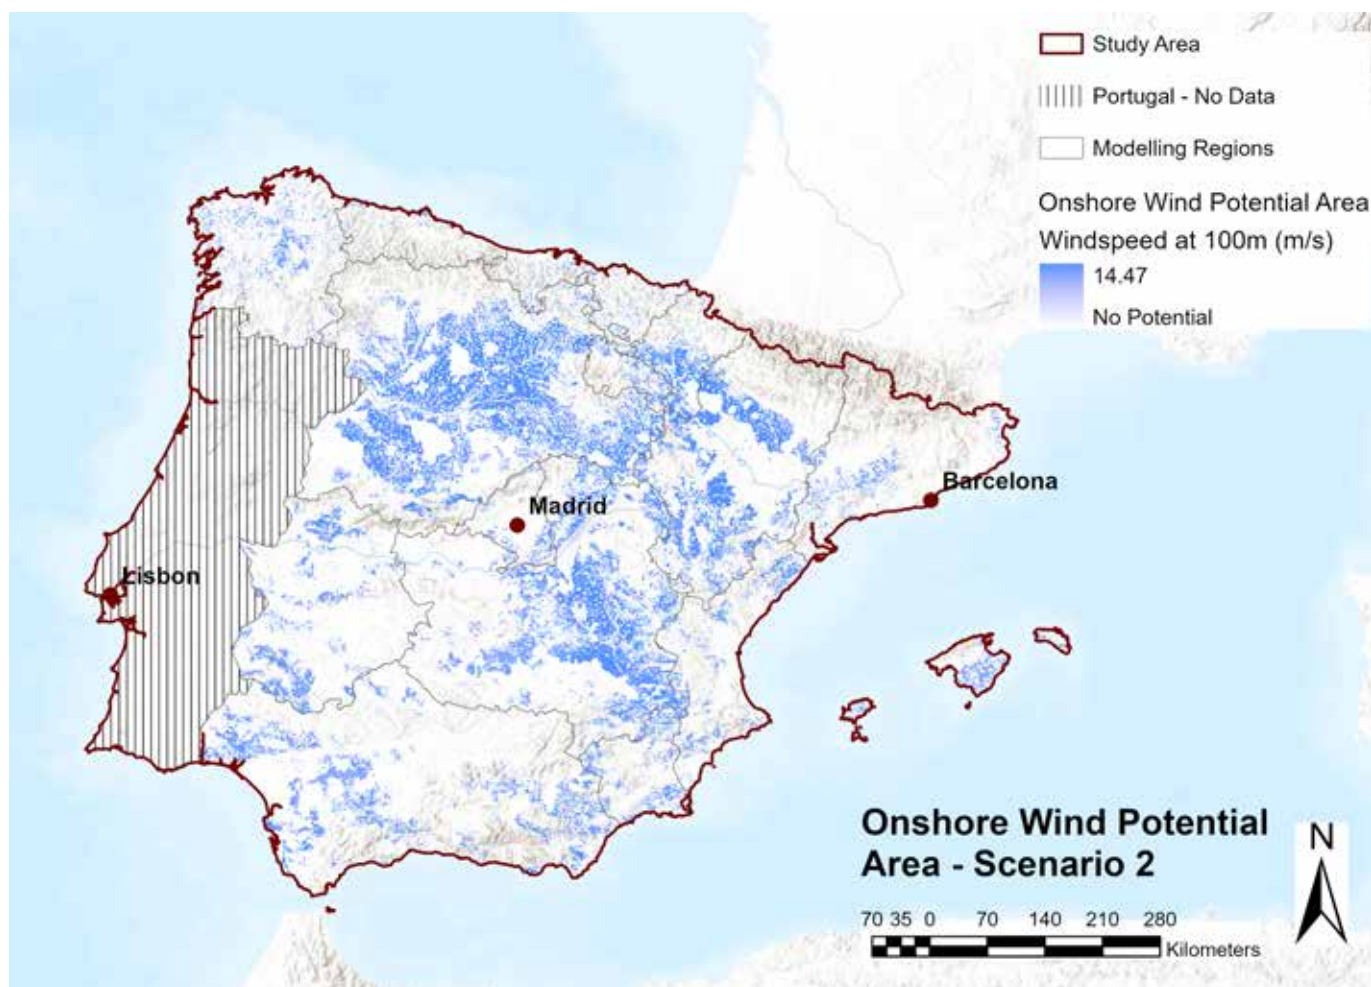 Study Area
Portugal - No Data
Modelling Regions
Onshore Wind Potential Area
Windspeed at 100m (m/s)
14.47
No Potential
Barcelona
Madrid
Lisbon
Onshore Wind Potential
Area - Scenario 2
N
70 35 0 70 140 210 280
Kilometers